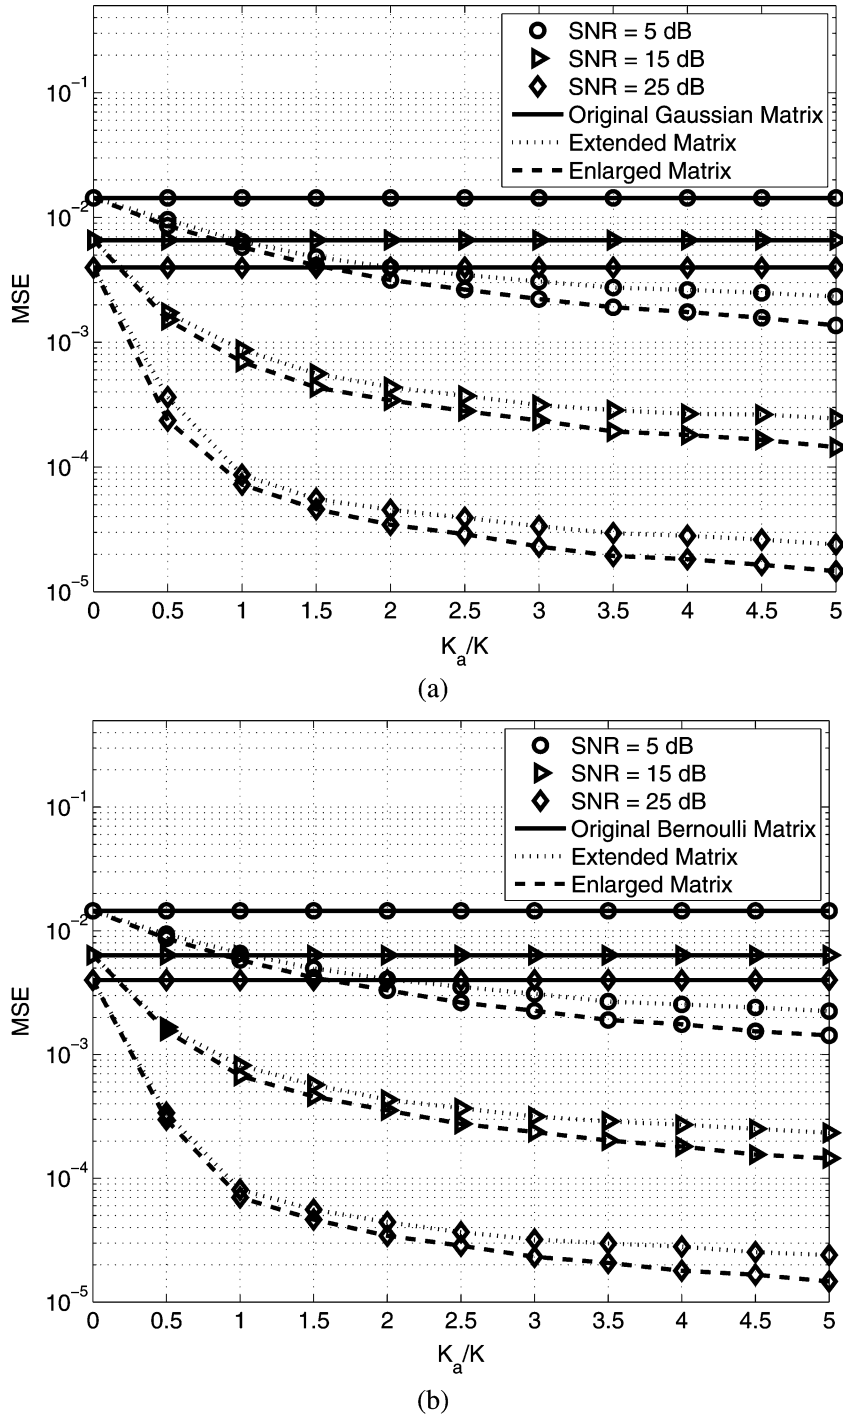 SNR = 5 dB
SNR = 15 dB
SNR = 25 dB
Original Gaussian Matrix
Extended Matrix
Enlarged Matrix
10⁻¹
10⁻²
10⁻³
10⁻⁴
10⁻⁵
MSE
0 0.5 1 1.5 2 2.5 3 3.5 4 4.5 5
Kₐ/K
(a)
SNR = 5 dB
SNR = 15 dB
SNR = 25 dB
Original Bernoulli Matrix
Extended Matrix
Enlarged Matrix
10⁻¹
10⁻²
10⁻³
10⁻⁴
10⁻⁵
MSE
0 0.5 1 1.5 2 2.5 3 3.5 4 4.5 5
Kₐ/K
(b)